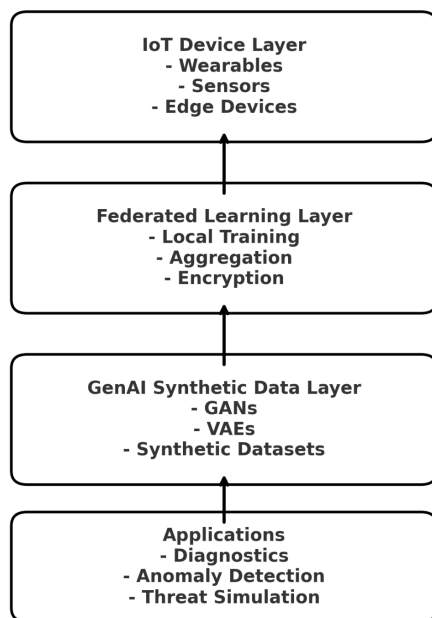 IoT Device Layer
- Wearables
- Sensors
- Edge Devices
Federated Learning Layer
- Local Training
- Aggregation
- Encryption
GenAI Synthetic Data Layer
- GANs
- VAEs
- Synthetic Datasets
Applications
- Diagnostics
- Anomaly Detection
- Threat Simulation